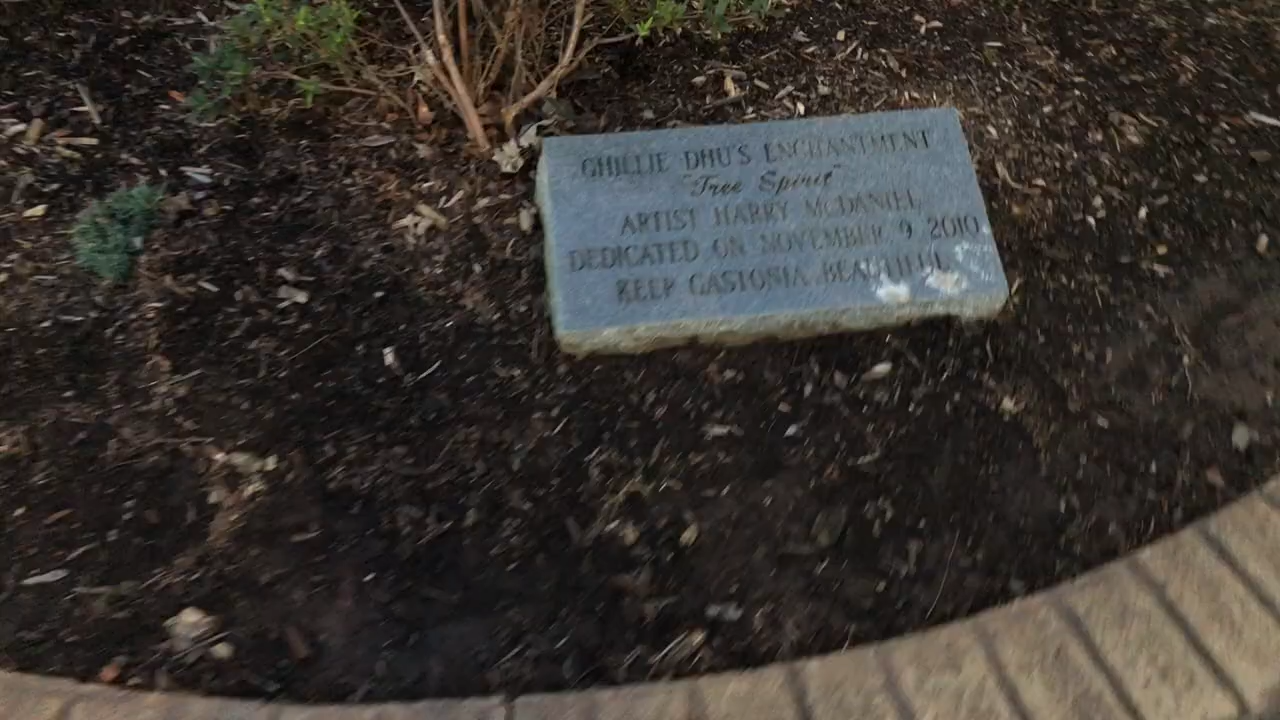 GHILLIE DHU'S ENCHANTMENT
"Tree Spirit"
ARTIST HARRY MCDANIEL
DEDICATED ON NOVEMBER 9, 2010
KEEP GASTONIA BEAUTIFUL